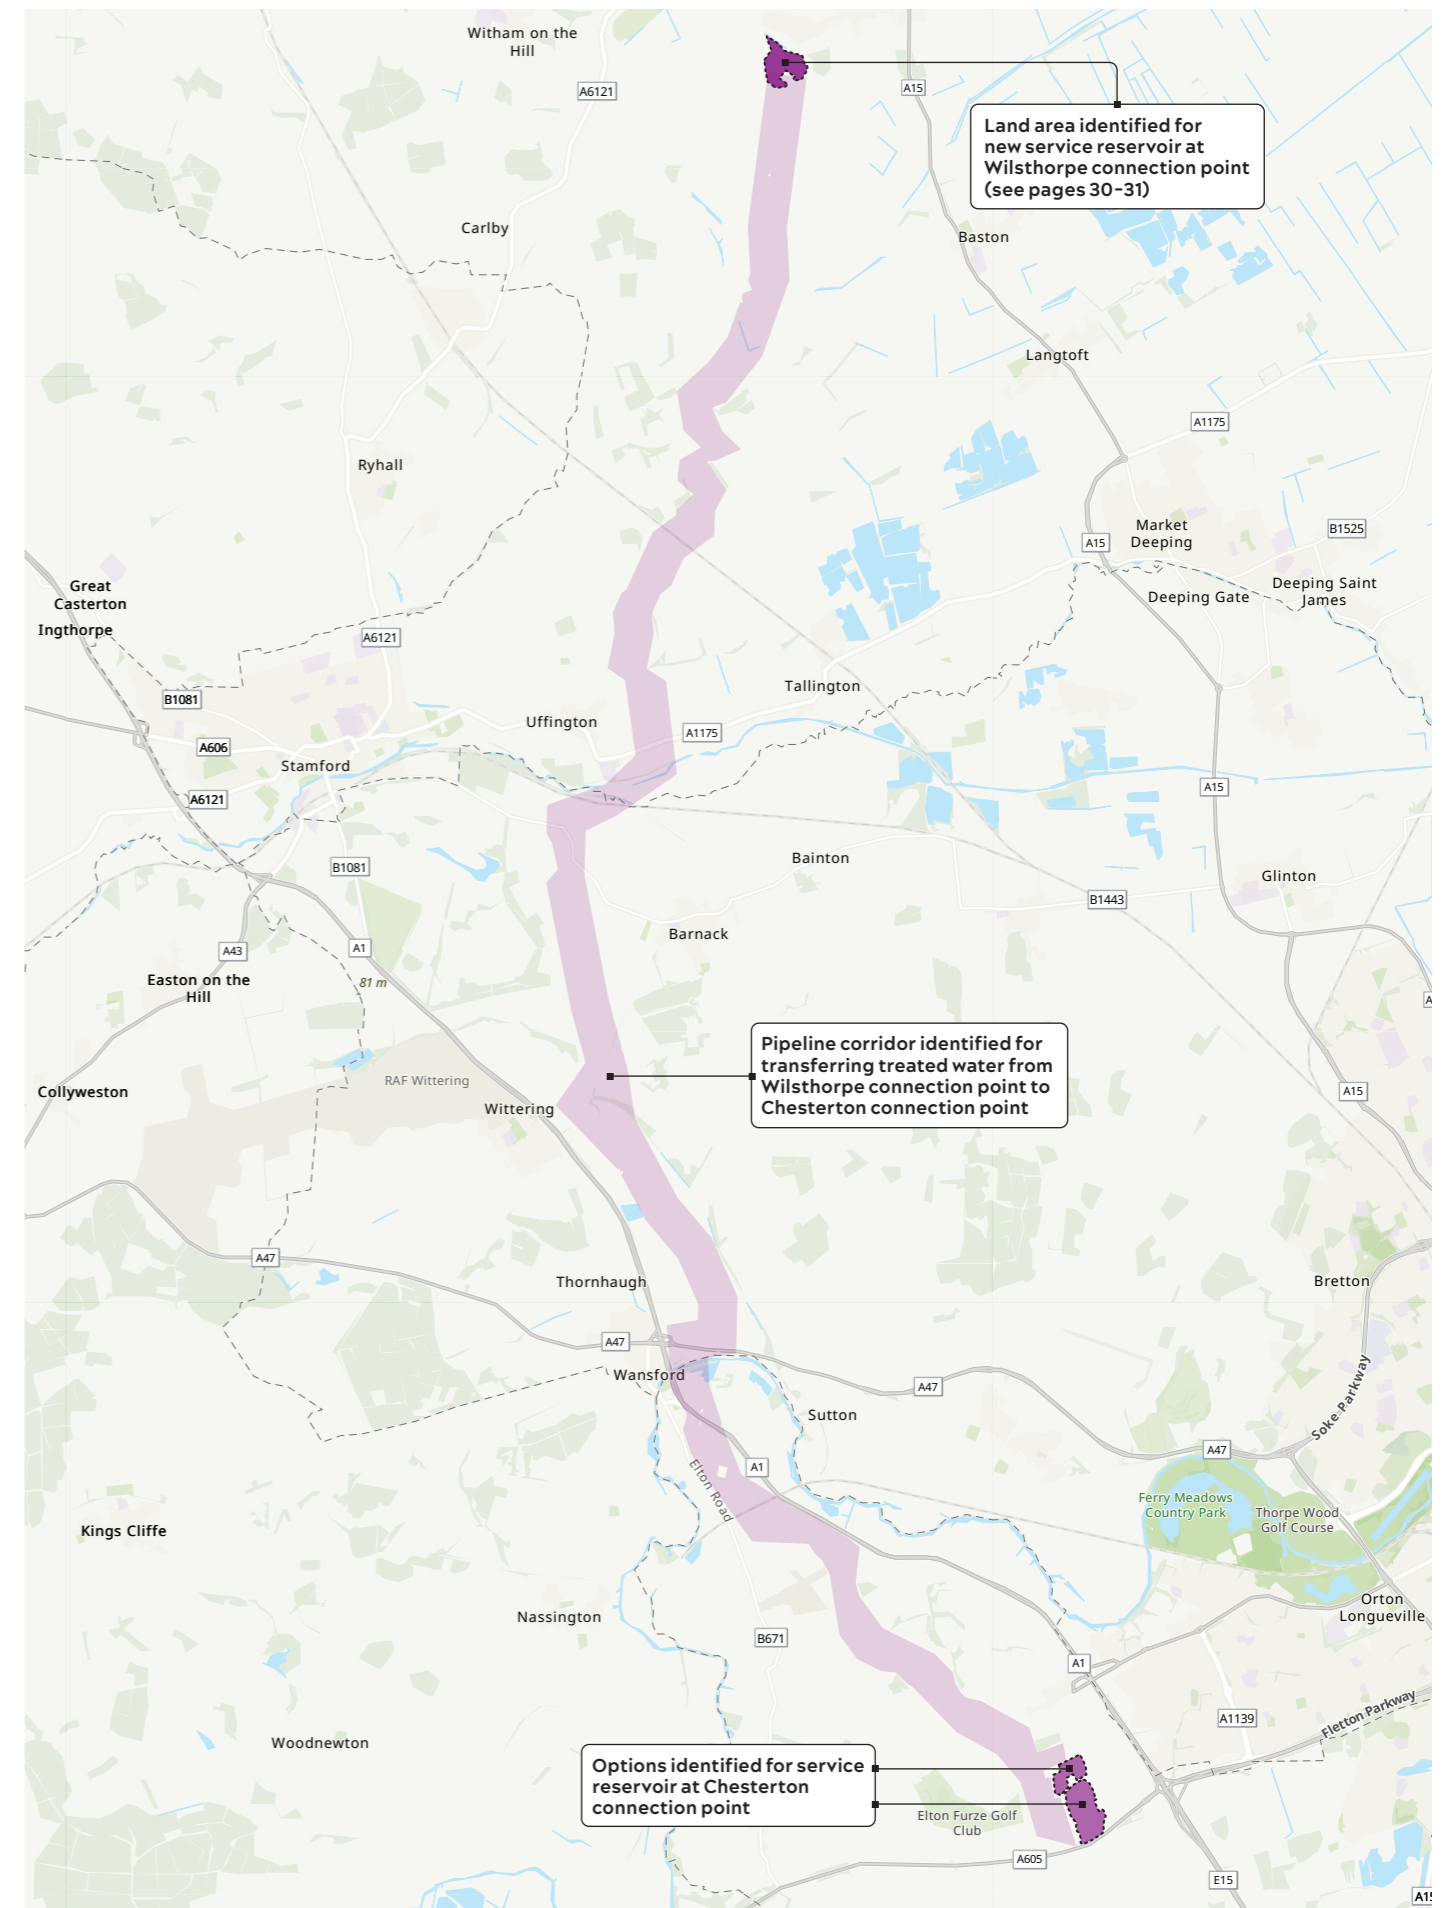 Witham on the
Hill
A6121
A15
Land area identified for
new service reservoir at
Wilsthorpe connection point
(see pages 30-31)
Carlby
Baston
Langtoft
A1175
Ryhall
Market
Deeping
B1525
A15
Great
Casterton
Deeping Saint
James
Deeping Gate
Ingthorpe
A6121
B1081
Tallington
Uffington
A1175
A606
Stamford
A15
A6121
B1081
Bainton
Glinton
B1443
Barnack
A43
A1
Easton on the
Hill
81 m
A
Pipeline corridor identified for
transferring treated water from
Wilsthorpe connection point to
Chesterton connection point
RAF Wittering
Collyweston
A15
Wittering
A47
Thornhaugh
Bretton
A47
Wansford
A47
Soke Parkway
Sutton
A47
A1
Elton Road
Ferry Meadows
Country Park
Thorpe Wood
Golf Course
Kings Cliffe
Orton
Longueville
Nassington
B671
A1
A1139
Fletton Parkway
Woodnewton
Options identified for service
reservoir at Chesterton
connection point
Elton Furze Golf
Club
A605
E15
A15